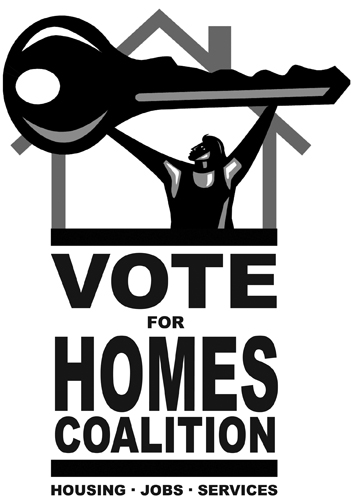 VOTE
FOR
HOMES
COALITION
HOUSING · JOBS · SERVICES